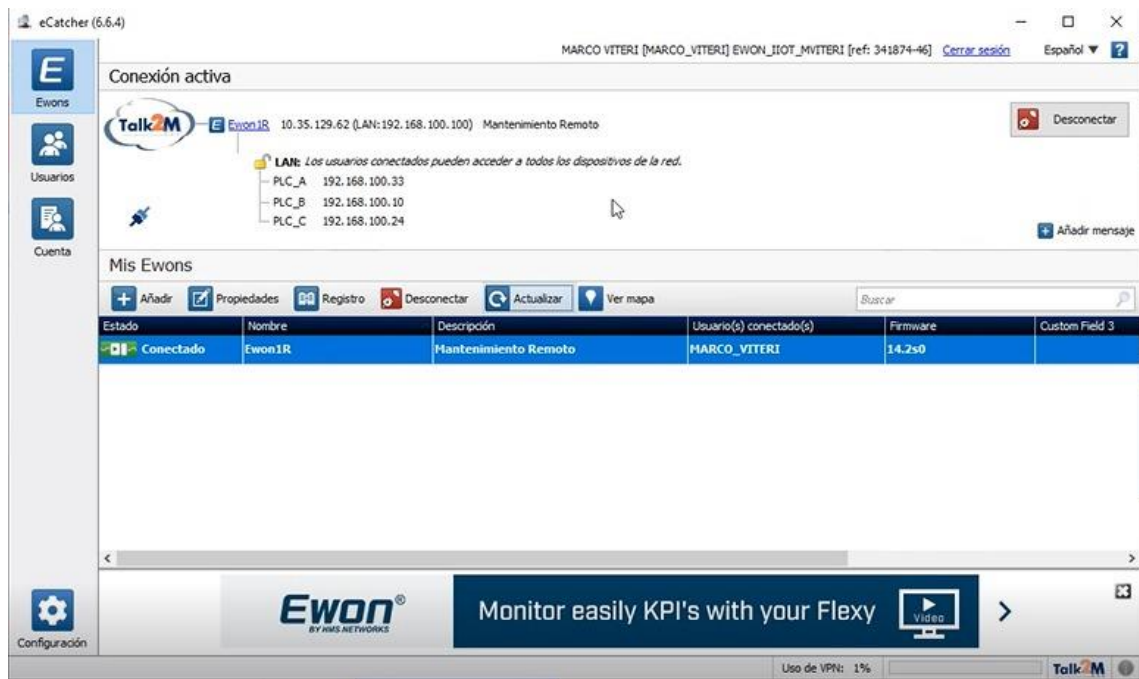 eCatcher (6.6.4)
MARCO VITERI [MARCO_VITERI] EWON_IIOT_MVITERI [ref: 341874-46] Cerrar sesión Español ▼ ?
Ewons
Usuarios
Cuenta
Configuración
Conexión activa
Talk2M Ewon1R 10.35.129.62 (LAN:192.168.100.100) Mantenimiento Remoto Desconectar
LAN: Los usuarios conectados pueden acceder a todos los dispositivos de la red.
PLC_A 192.168.100.33
PLC_B 192.168.100.10
PLC_C 192.168.100.24
Añadir mensaje
Mis Ewons
Añadir Propiedades Registro Desconectar Actualizar Ver mapa Buscar
Estado Nombre Descripción Usuario(s) conectado(s) Firmware Custom Field 3
Conectado Ewon1R Mantenimiento Remoto MARCO_VITERI 14.2s0
Ewon®
BY HMS NETWORKS
Monitor easily KPI's with your Flexy
Video
Uso de VPN: 1% Talk2M